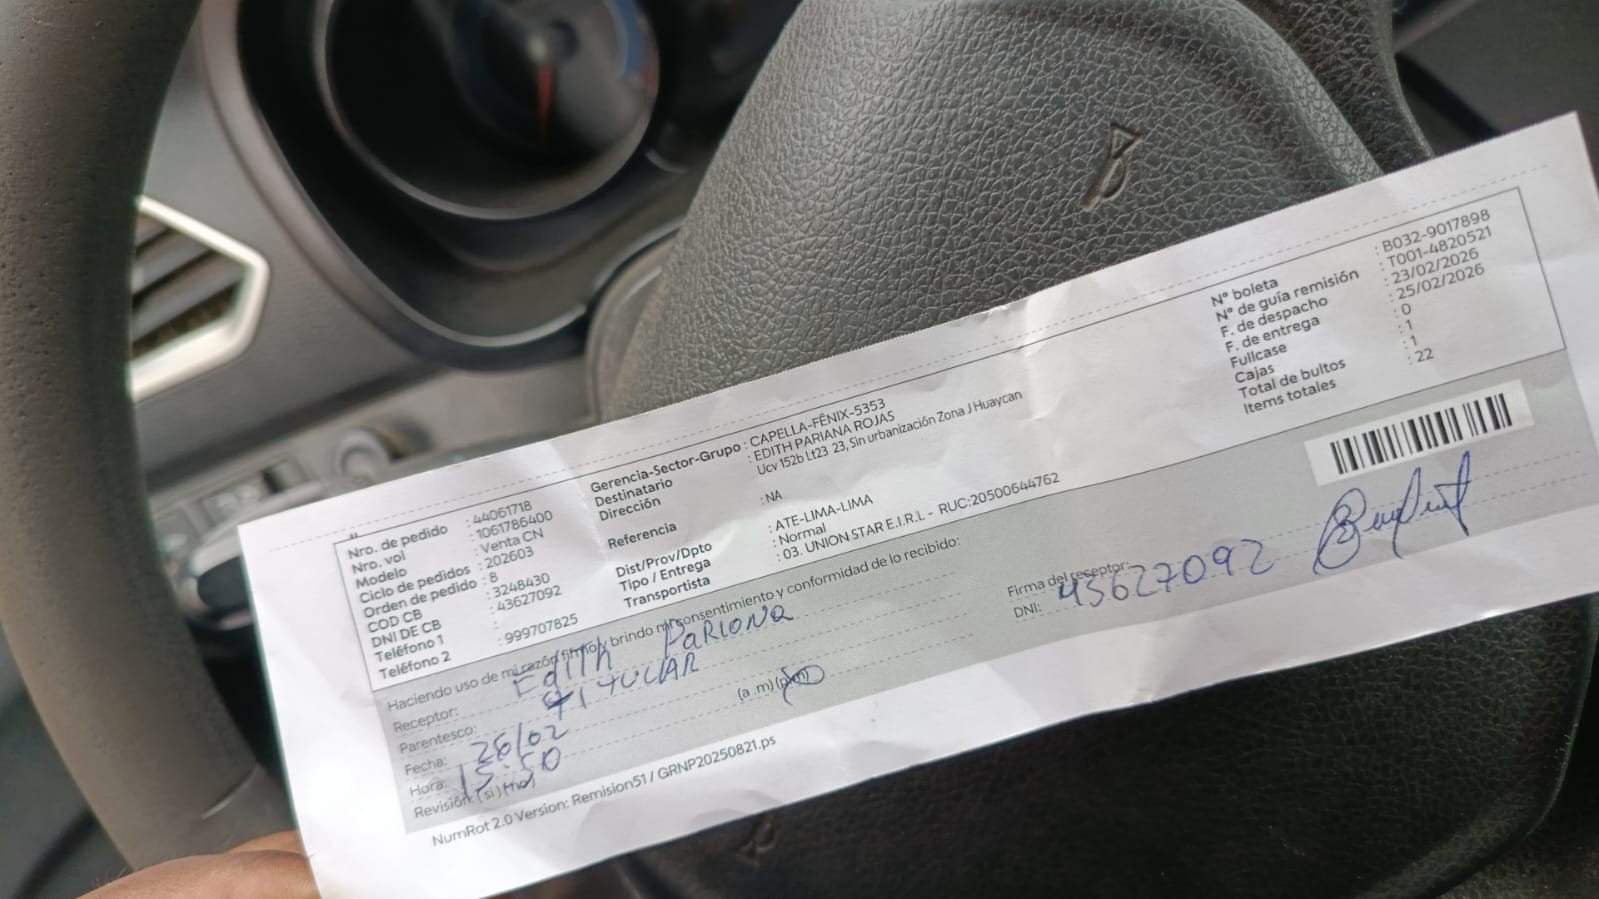 Nro. de pedido : 44061718
Nro. vol : 1061786400
Modelo : Venta CN
Ciclo de pedidos : 202603
Orden de pedido : 8
COD CB : 3248430
DNI DE CB : 43627092
Teléfono 1 :
Teléfono 2 : 999707825
Gerencia-Sector-Grupo : CAPELLA-FÉNIX-5353
Destinatario : EDITH PARIANA ROJAS
Dirección Ucv 152b Lt23 23, Sin urbanización Zona J Huaycan
Referencia : NA
Dist/Prov/Dpto : ATE-LIMA-LIMA
Tipo / Entrega : Normal
Transportista : 03. UNION STAR E.I.R.L - RUC:20500644762
N° boleta : B032-9017898
N° de guía remisión : T001-4820521
F. de despacho : 23/02/2026
F. de entrega : 25/02/2026
Fullcase : 0
Cajas : 1
Total de bultos : 1
Items totales : 22
Haciendo uso de mi razón firmo y brindo mi consentimiento y conformidad de lo recibido:
Receptor: Edith Pariona
Parentesco: TITULAR
Fecha: 26/02
Hora: 15:50 (a .m) (p.m)
Revisión: (si) (no)
Firma del receptor:
DNI: 43627092
NumRot 2.0 Version: Remision51 / GRNP20250821.ps